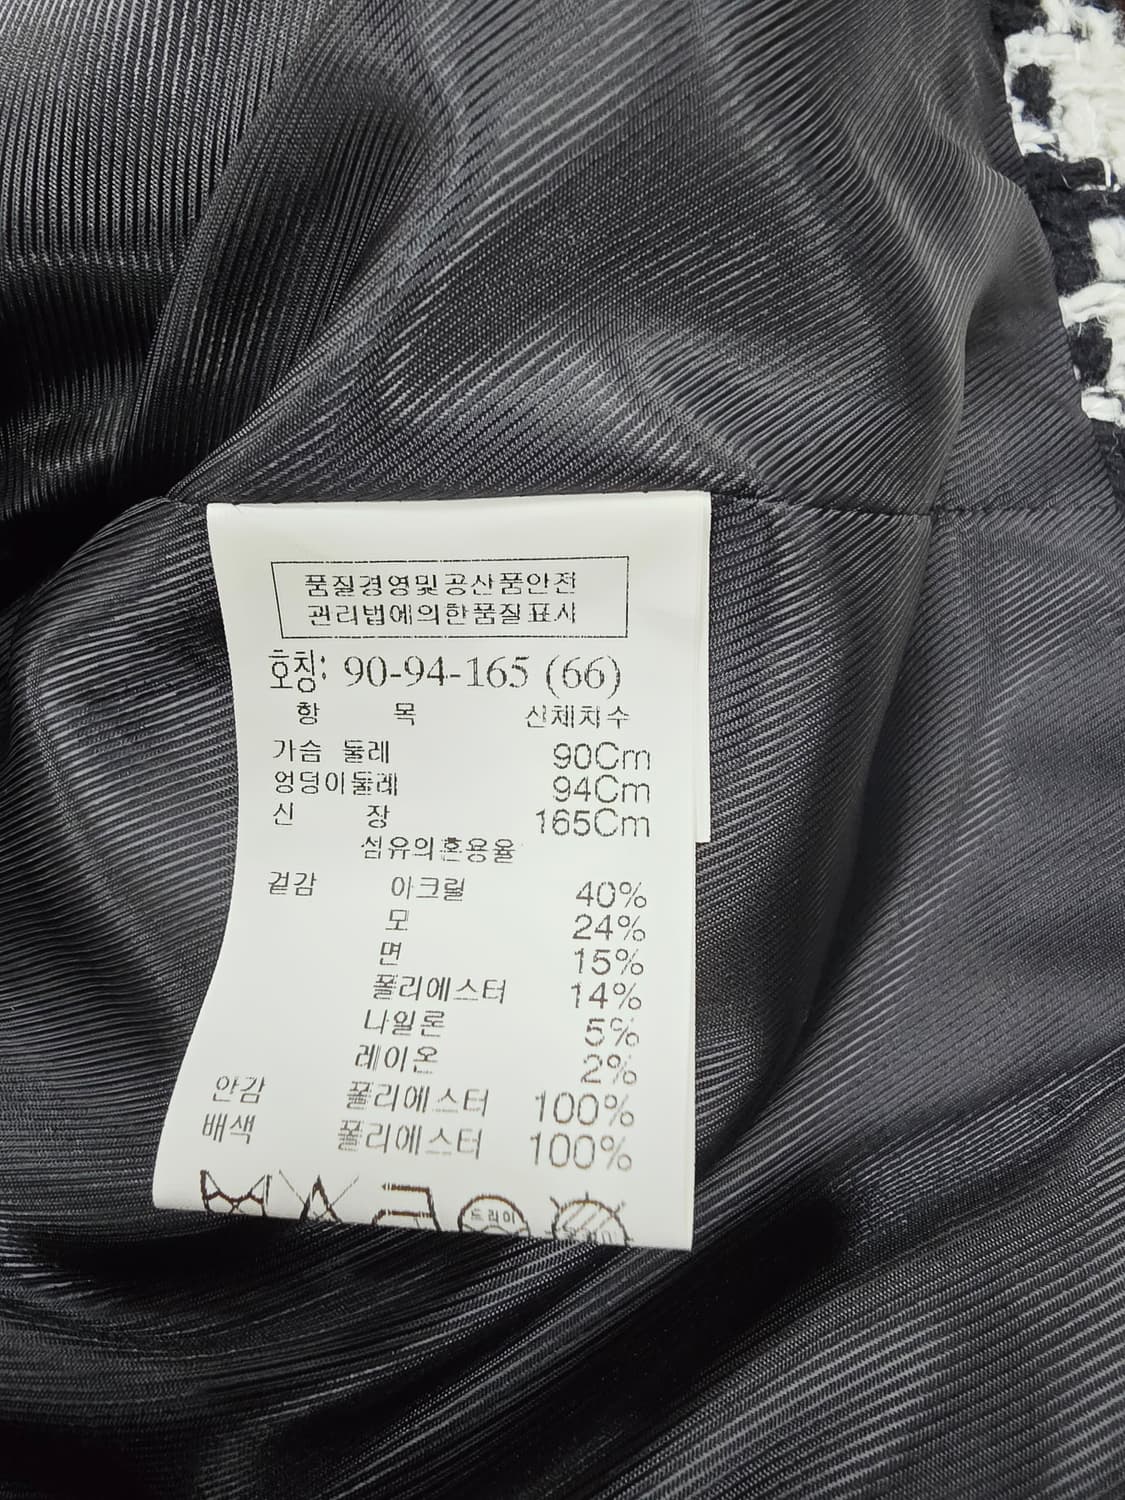 품질경영및공산품안전
관리법에의한품질표시
호칭: 90-94-165 (66)
항 목 신체치수
가슴 둘레 90Cm
엉덩이둘레 94Cm
신 장 165Cm
섬유의혼용율
겉감 아크릴 40%
모 24%
면 15%
폴리에스터 14%
나일론 5%
레이온 2%
안감 폴리에스터 100%
배색 폴리에스터 100%
드라이